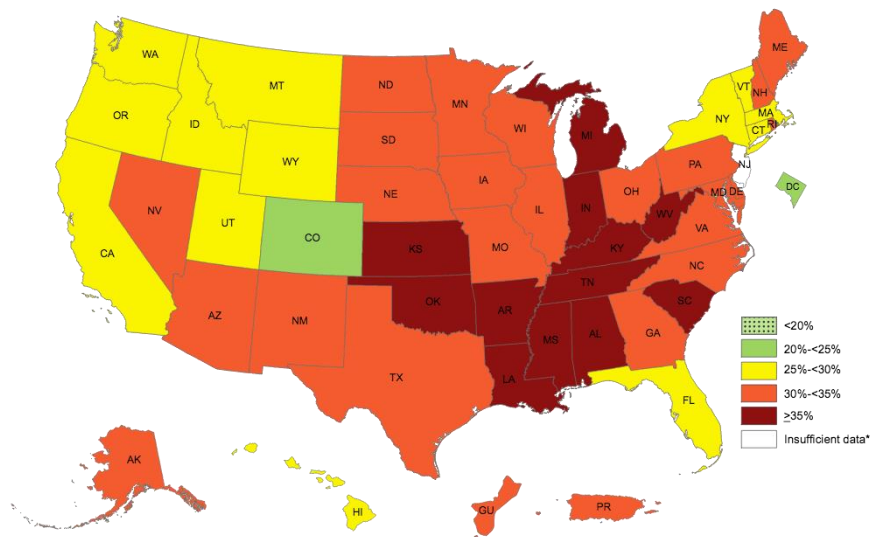 WA
MT
ND
MN
ME
VT
NH
OR
ID
WY
SD
WI
MI
NY
MA
CT
RI
NV
UT
CO
NE
IA
IL
IN
OH
PA
NJ
MD
DE
DC
CA
KS
MO
KY
WV
VA
AZ
NM
OK
AR
TN
NC
SC
TX
LA
MS
AL
GA
FL
AK
HI
GU
PR
<20%
20%-<25%
25%-<30%
30%-<35%
≥35%
Insufficient data*